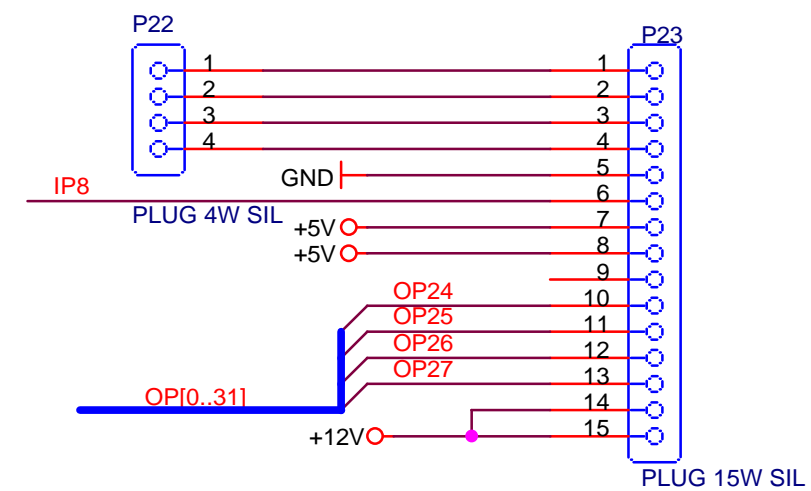 P22
P23
1 1
2 2
3 3
4 4
GND 5
IP8 6
PLUG 4W SIL
+5V 7
+5V 8
9
OP24 10
OP25 11
OP26 12
OP27 13
OP[0..31] 14
+12V 15
PLUG 15W SIL